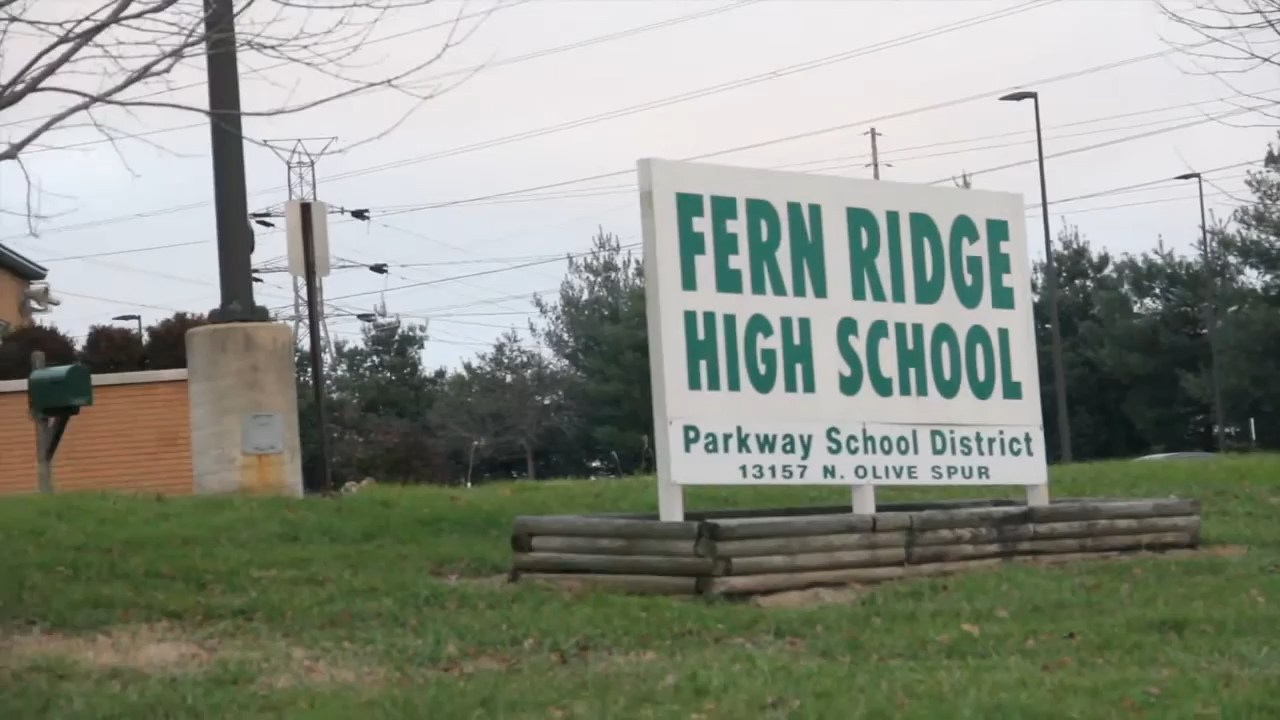 FERN RIDGE
HIGH SCHOOL
Parkway School District
13157 N. OLIVE SPUR